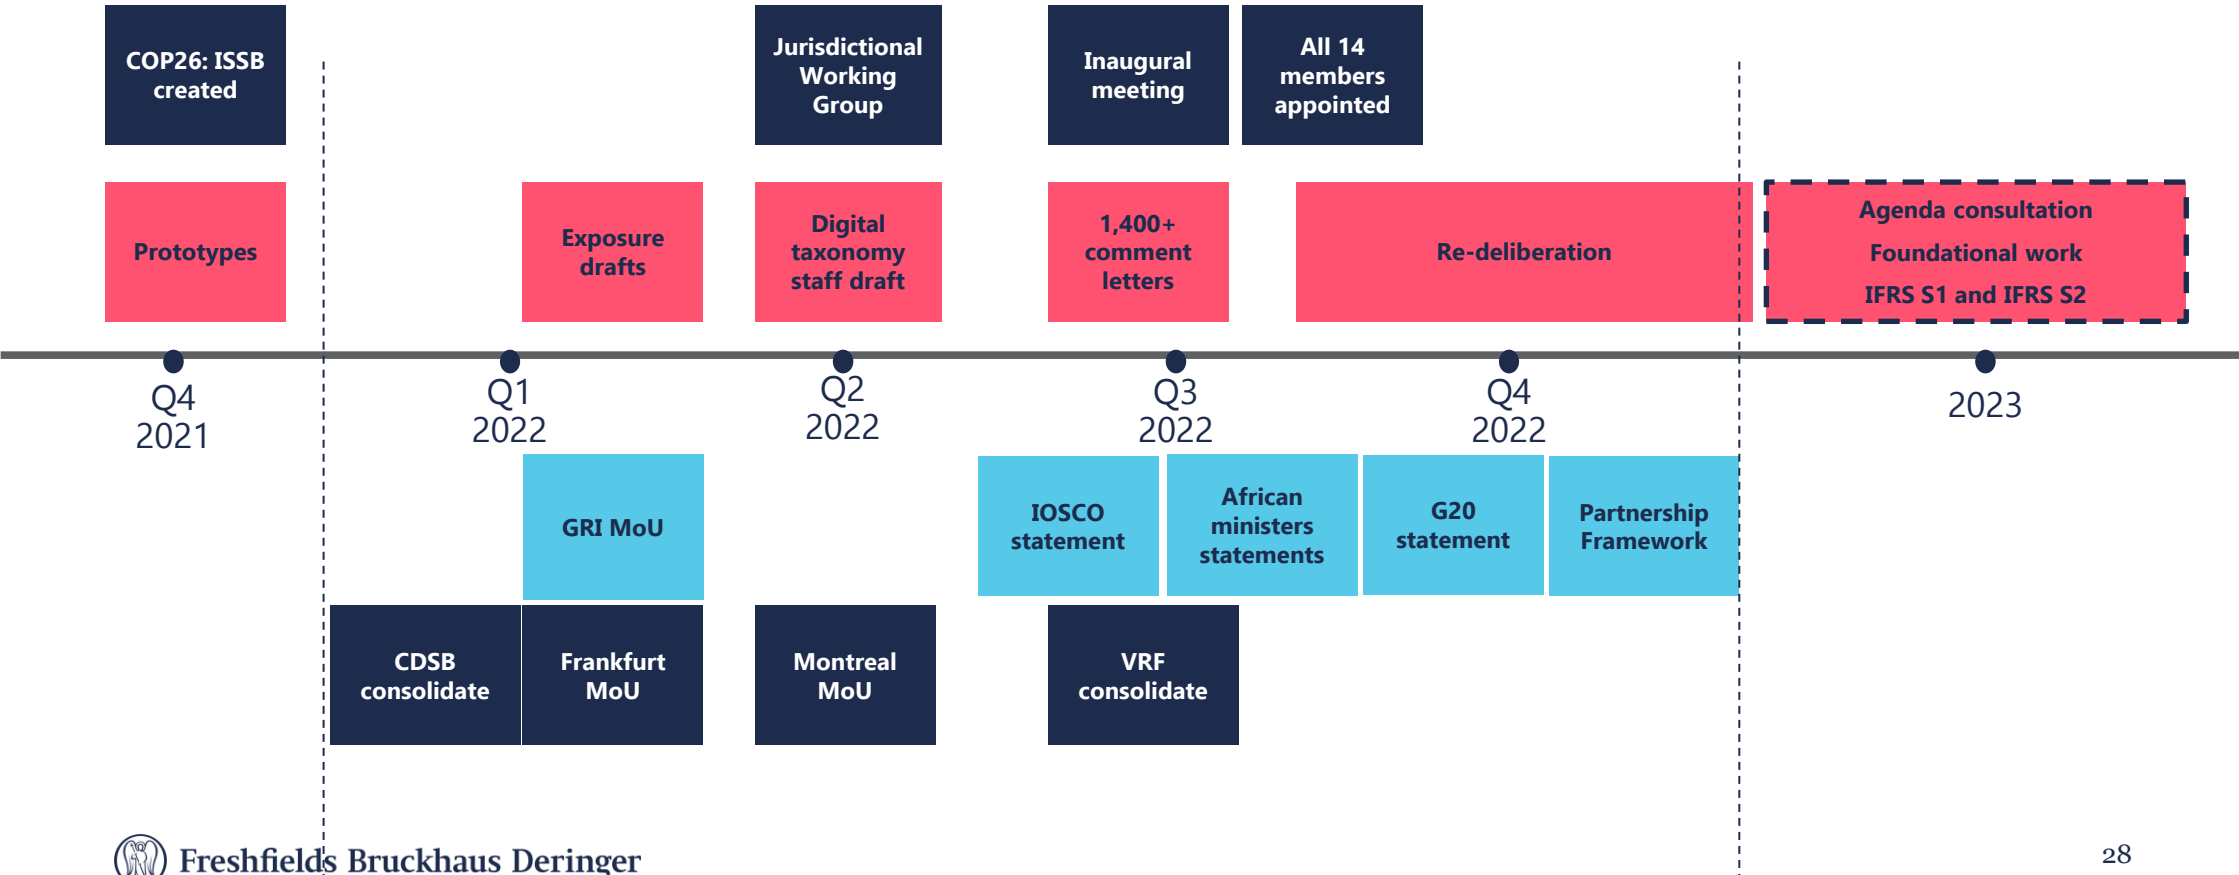 COP26: ISSB
created
Jurisdictional
Working
Group
Inaugural
meeting
All 14
members
appointed
Prototypes
Exposure
drafts
Digital
taxonomy
staff draft
1,400+
comment
letters
Re-deliberation
Agenda consultation
Foundational work
IFRS S1 and IFRS S2
Q4
2021
Q1
2022
Q2
2022
Q3
2022
Q4
2022
2023
GRI MoU
IOSCO
statement
African
ministers
statements
G20
statement
Partnership
Framework
CDSB
consolidate
Frankfurt
MoU
Montreal
MoU
VRF
consolidate
Freshfields Bruckhaus Deringer
28